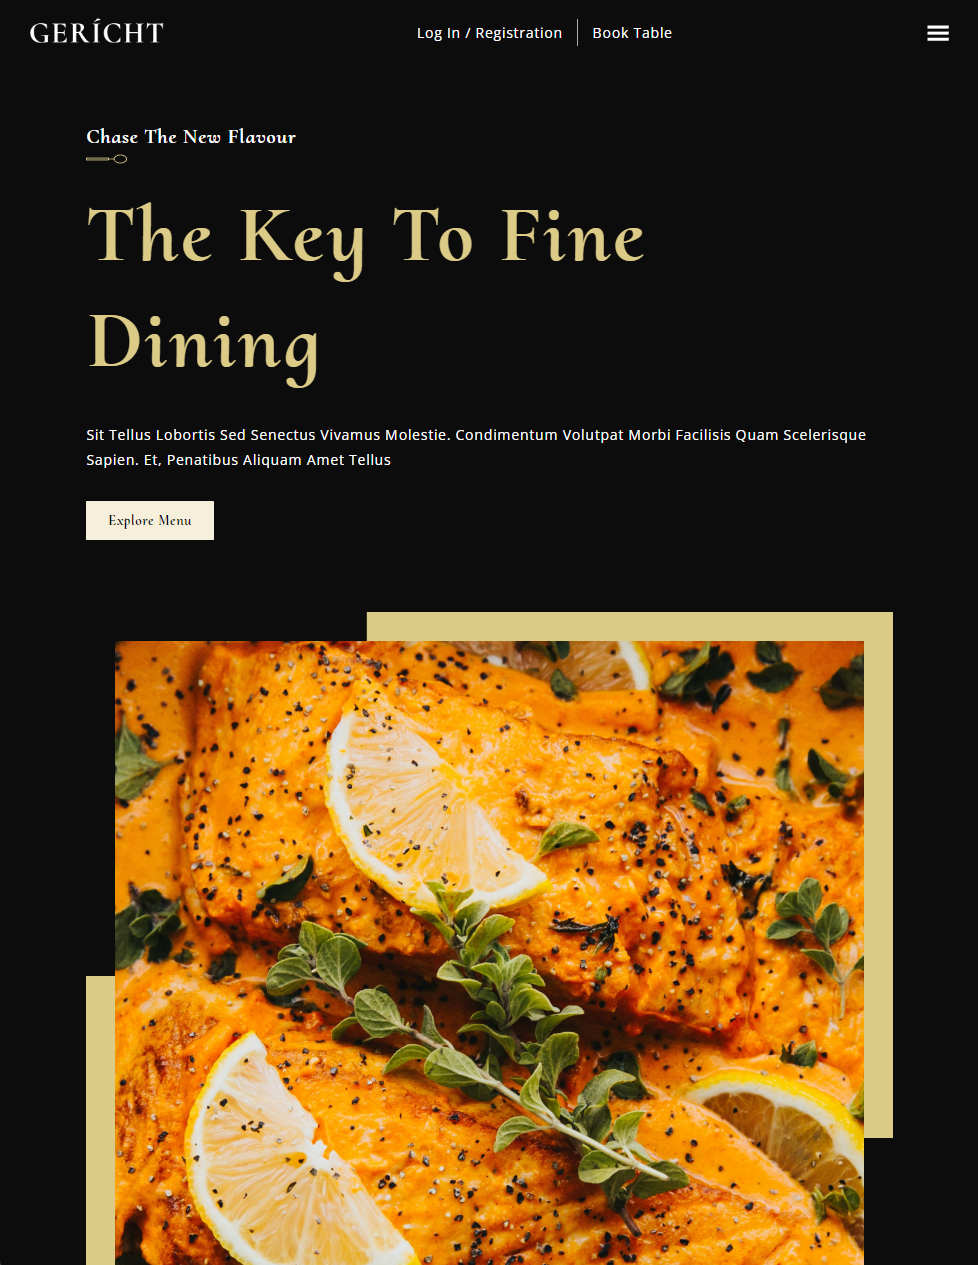 GERÍCHT
Log In / Registration
Book Table
Chase The New Flavour
The Key To Fine
Dining
Sit Tellus Lobortis Sed Senectus Vivamus Molestie. Condimentum Volutpat Morbi Facilisis Quam Scelerisque
Sapien. Et, Penatibus Aliquam Amet Tellus
Explore Menu